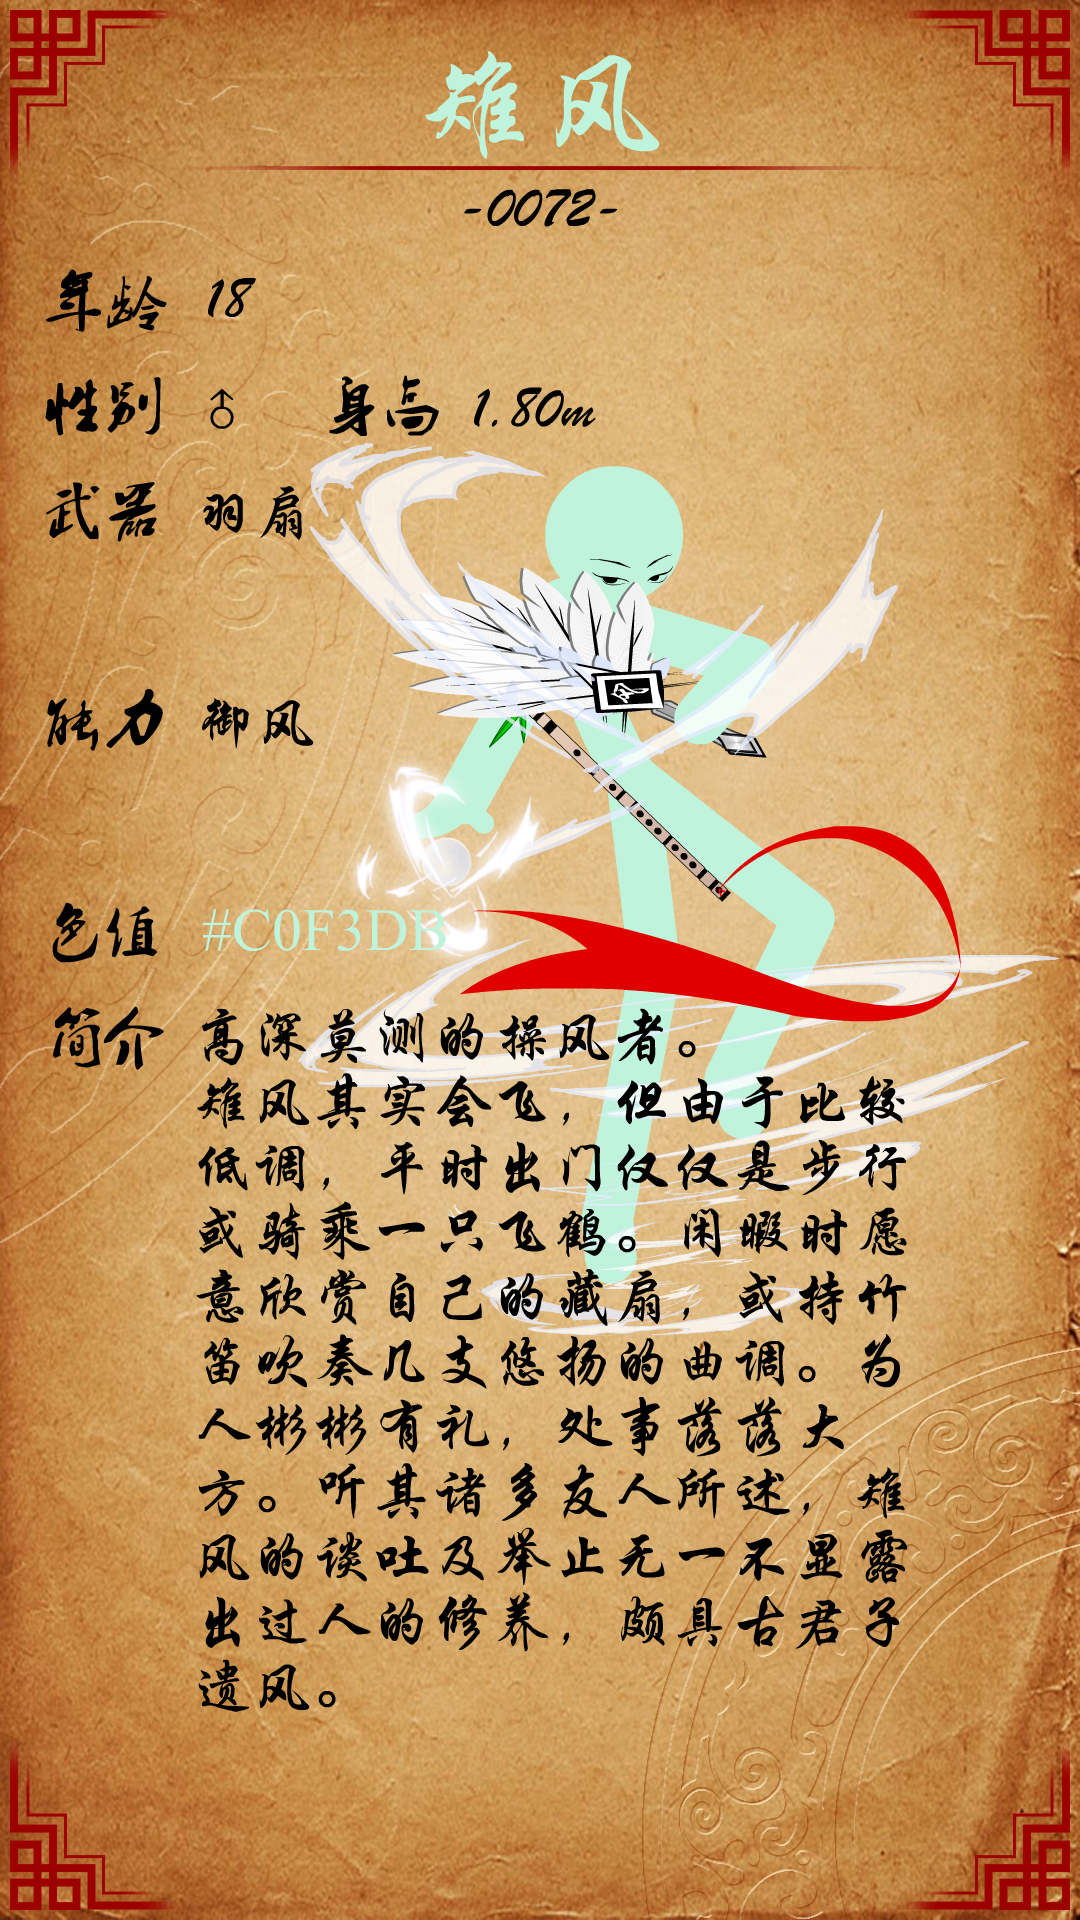 雉风
-0072-
年龄 18
性别 ♂ 身高 1.80m
武器 羽扇
风
能力 御风
色值 #C0F3DB
简介 高深莫测的操风者。
雉风其实会飞，但由于比较
低调，平时出门仅仅是步行
或骑乘一只飞鹤。闲暇时愿
意欣赏自己的藏扇，或持竹
笛吹奏几支悠扬的曲调。为
人彬彬有礼，处事落落大
方。听其诸多友人所述，雉
风的谈吐及举止无一不显露
出过人的修养，颇具古君子
遗风。